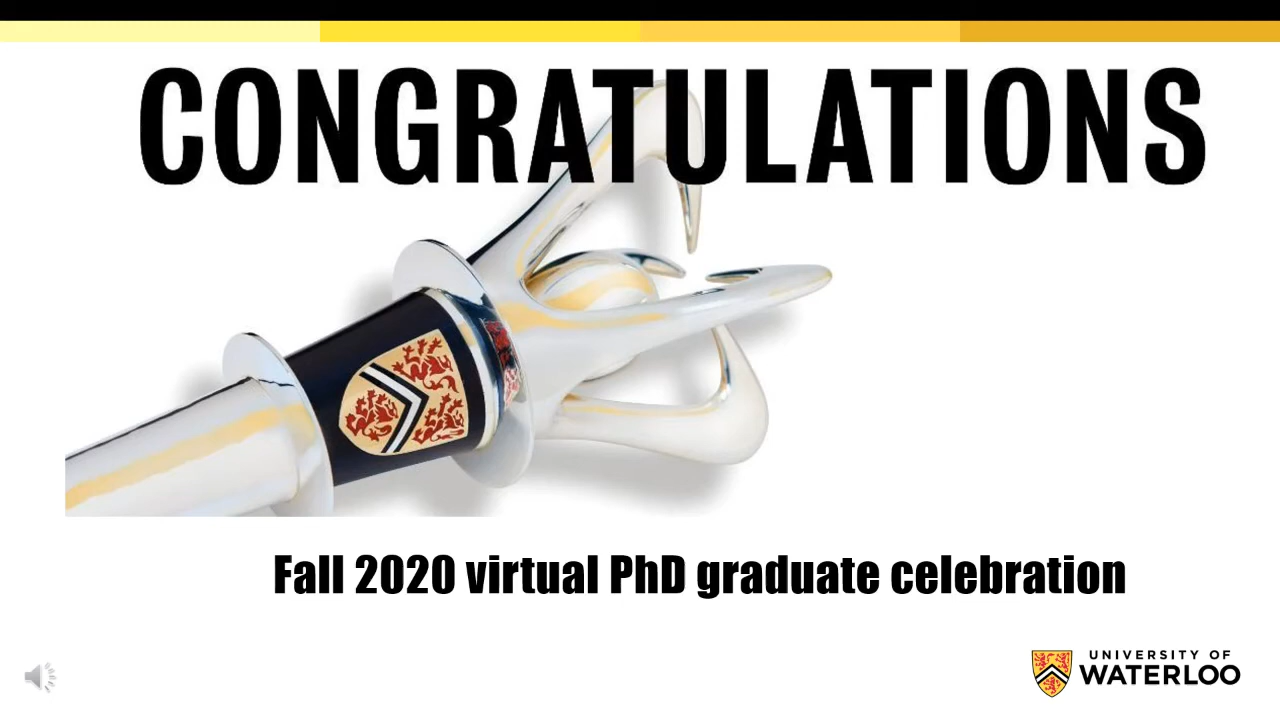 CONGRATULATIONS
Fall 2020 virtual PhD graduate celebration
UNIVERSITY OF
WATERLOO